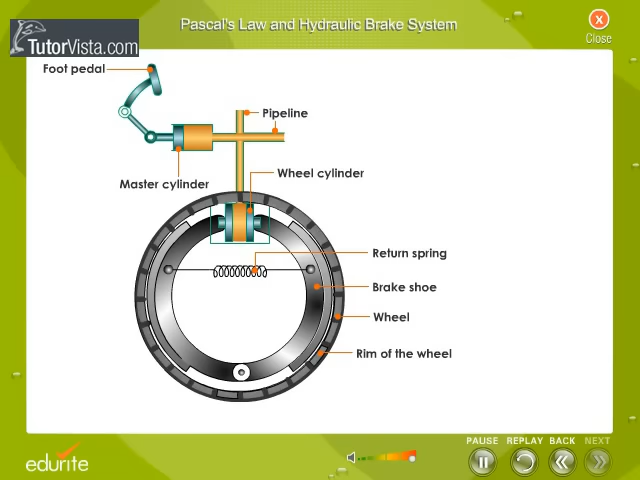 Pascal's Law and Hydraulic Brake System
X
Close
TutorVista.com
Foot pedal
Pipeline
Master cylinder
Wheel cylinder
Return spring
Brake shoe
Wheel
Rim of the wheel
PAUSE REPLAY BACK NEXT
edurite